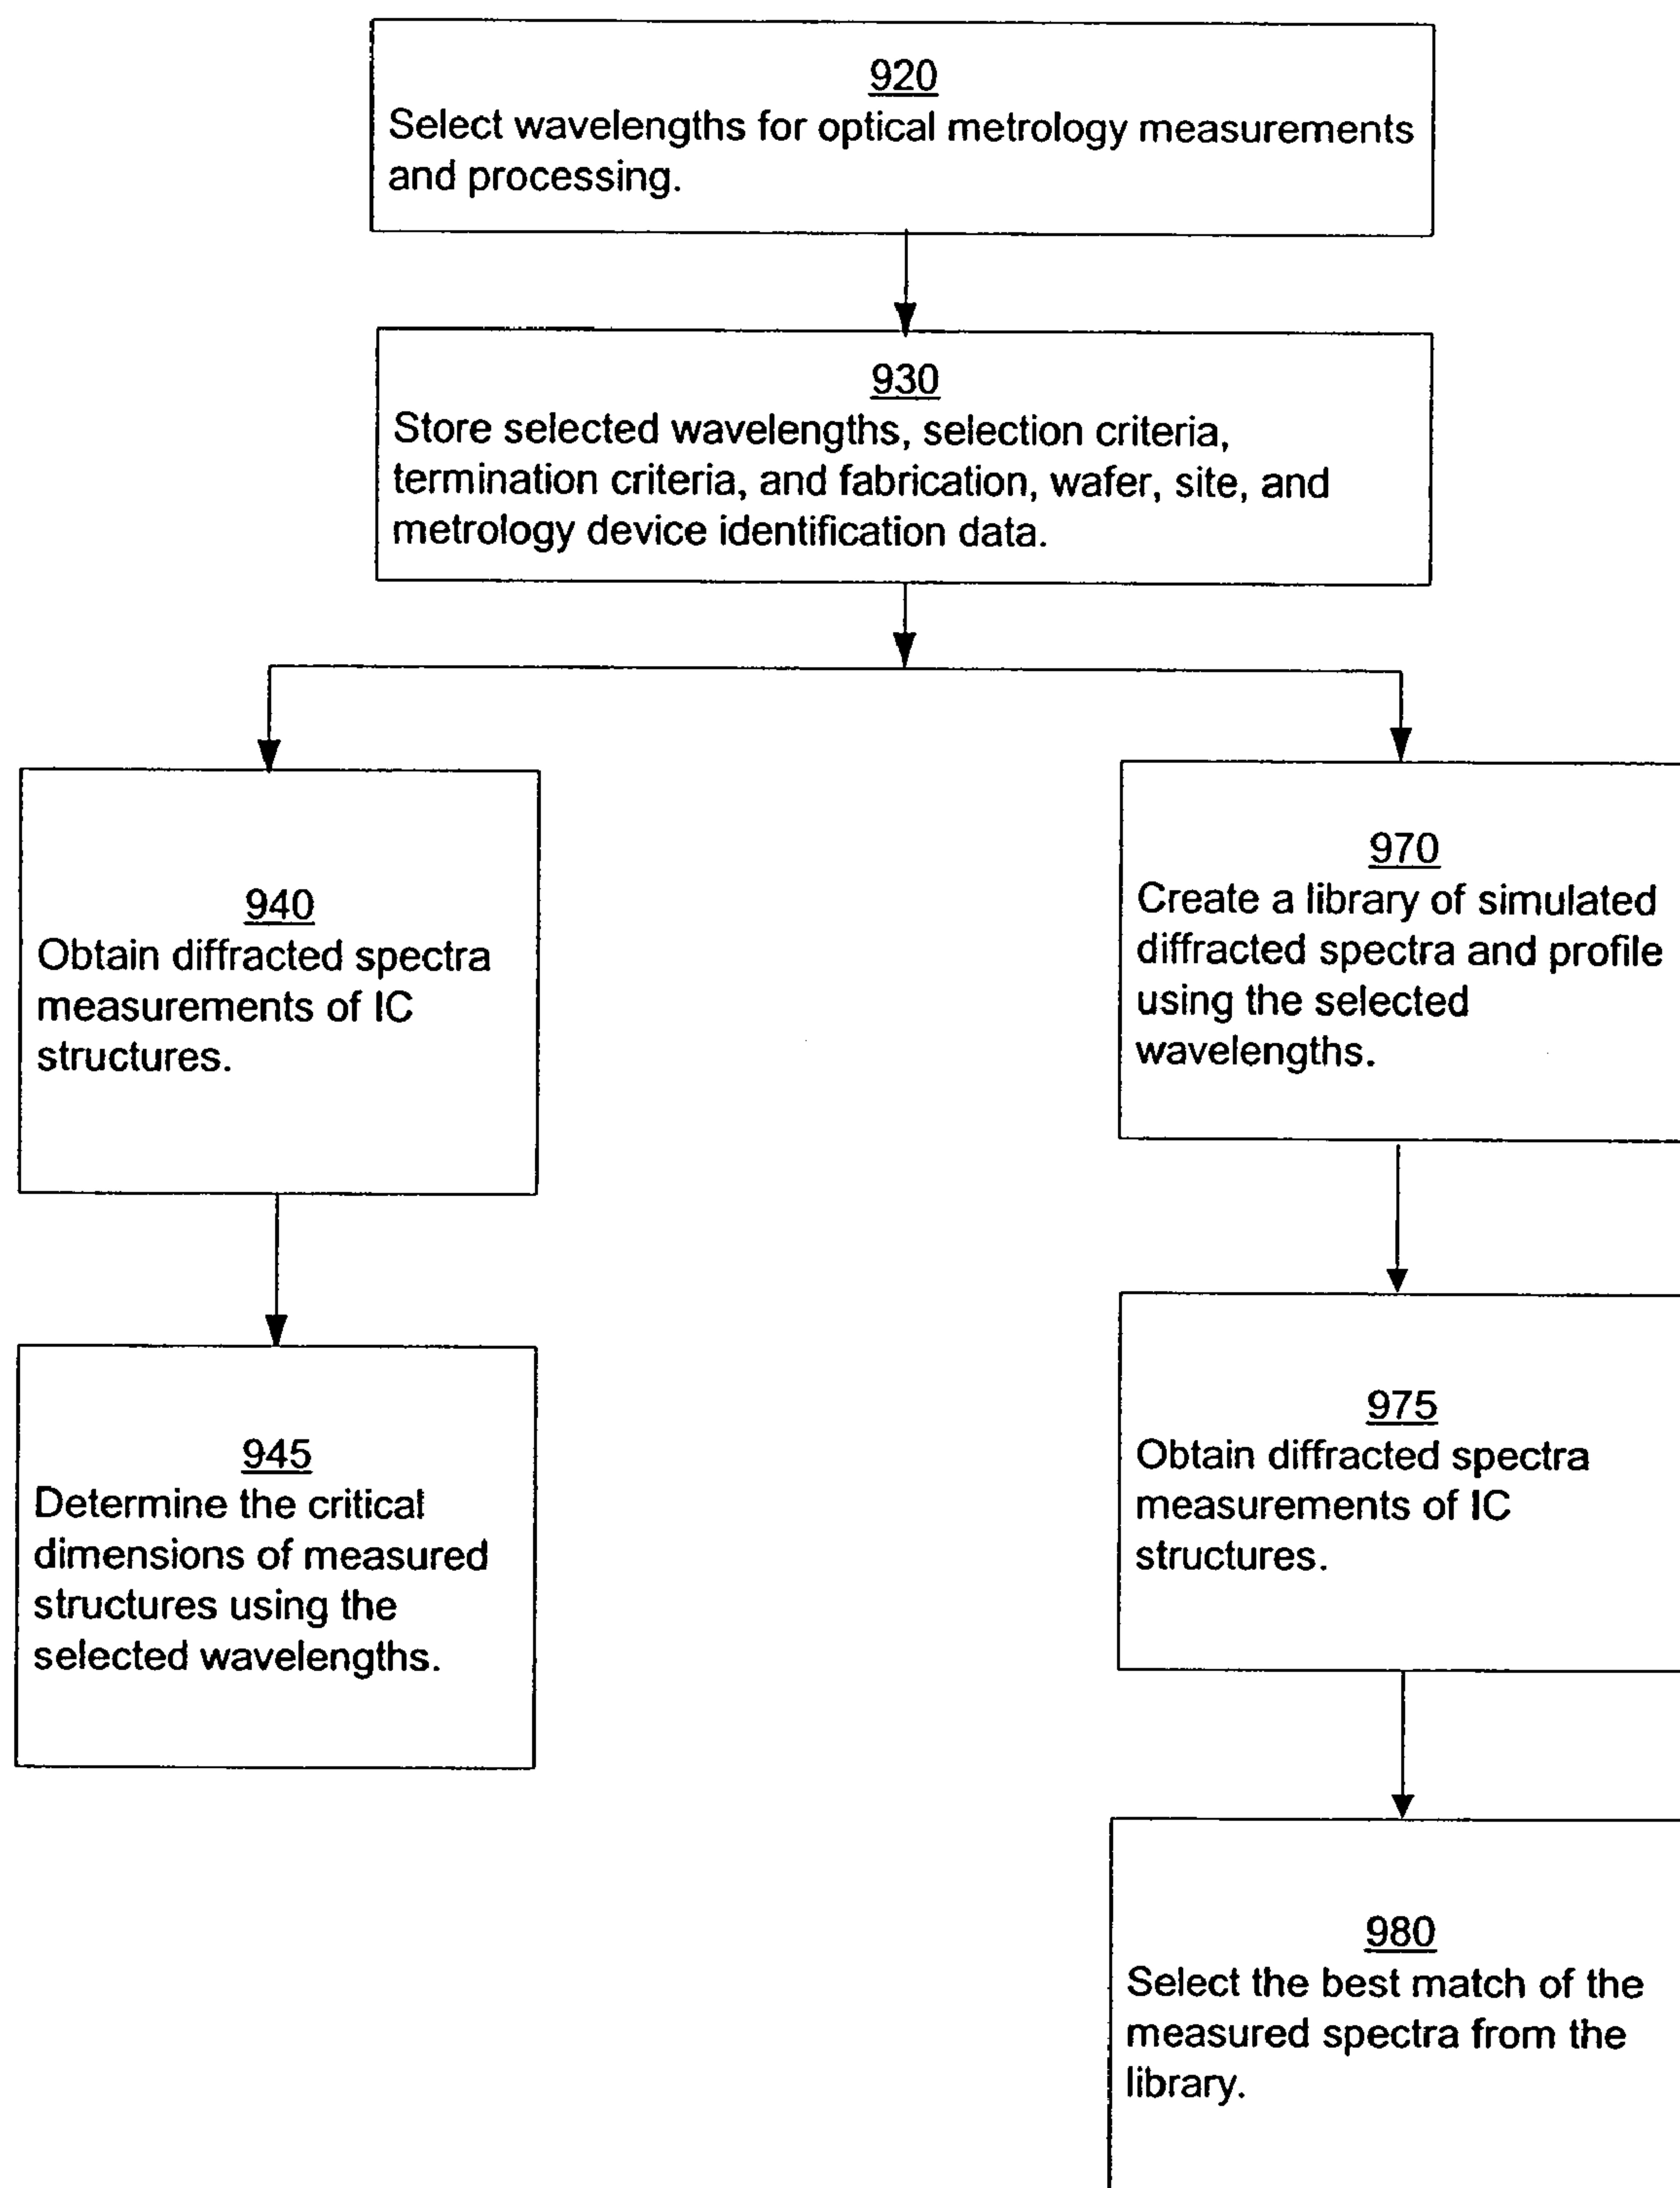 920
Select wavelengths for optical metrology measurements
and processing.
930
Store selected wavelengths, selection criteria,
termination criteria, and fabrication, wafer, site, and
metrology device identification data.
940
Obtain diffracted spectra
measurements of IC
structures.
945
Determine the critical
dimensions of measured
structures using the
selected wavelengths.
970
Create a library of simulated
diffracted spectra and profile
using the selected
wavelengths.
975
Obtain diffracted spectra
measurements of IC
structures.
980
Select the best match of the
measured spectra from the
library.